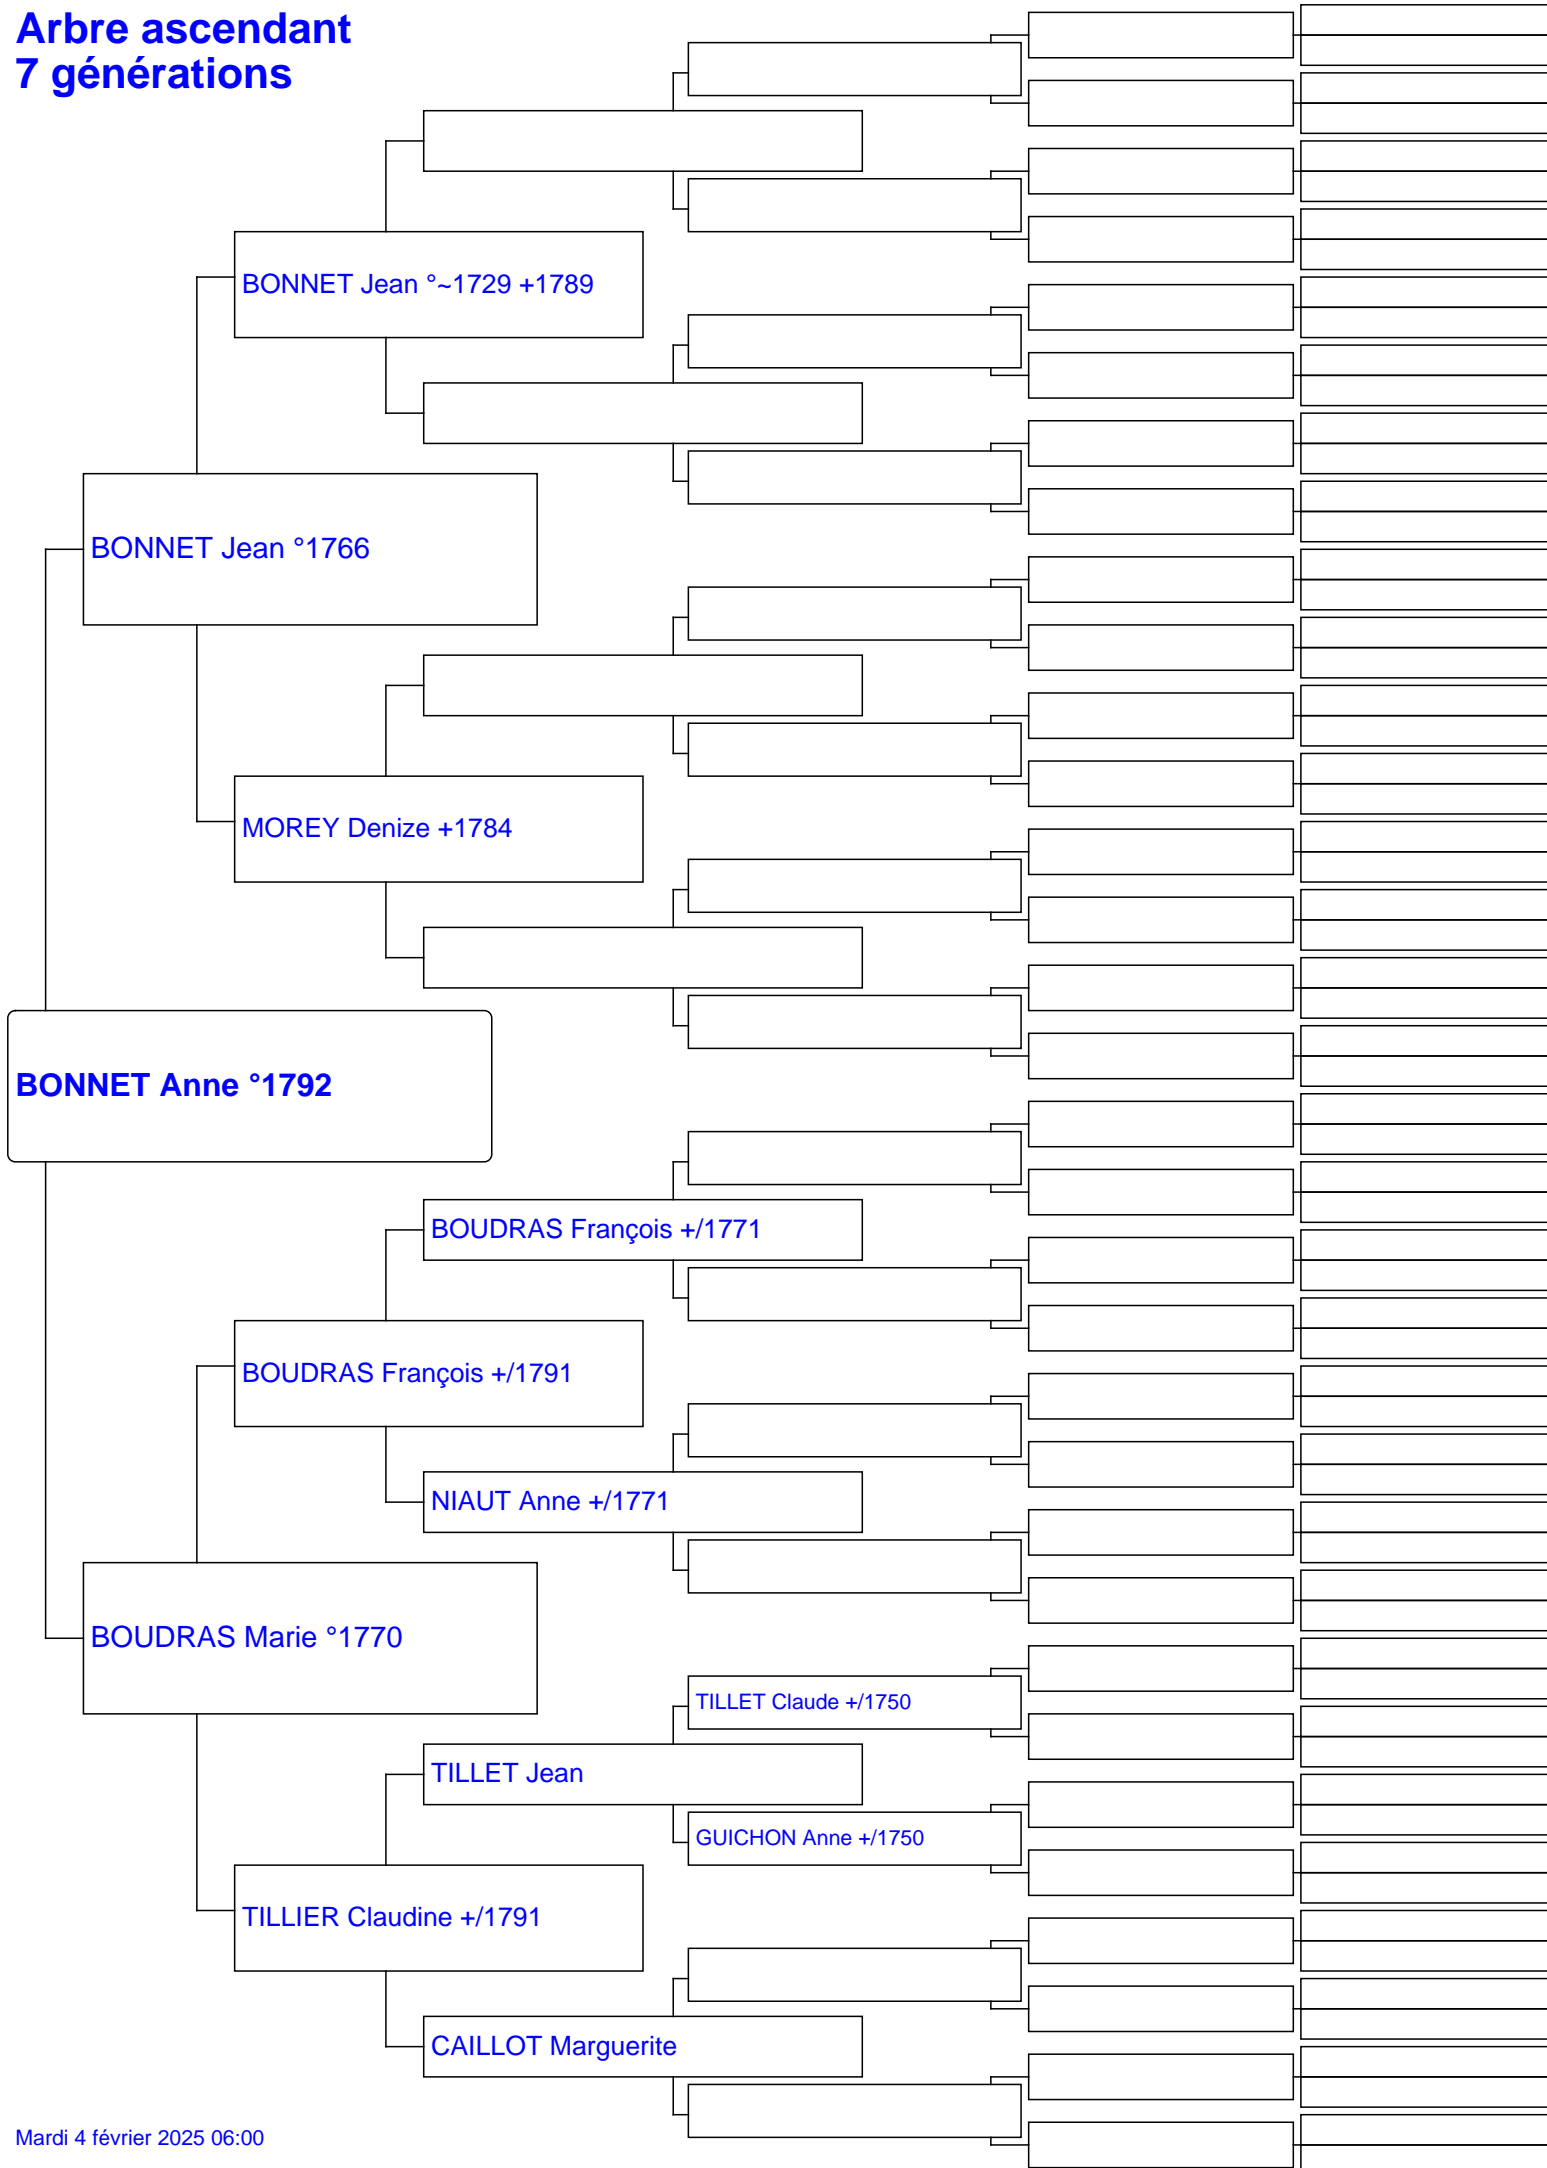 Arbre ascendant
7 générations
BONNET Jean °~1729 +1789
BONNET Jean °1766
MOREY Denize +1784
BONNET Anne °1792
BOUDRAS François +/1771
BOUDRAS François +/1791
NIAUT Anne +/1771
BOUDRAS Marie °1770
TILLET Claude +/1750
TILLET Jean
GUICHON Anne +/1750
TILLIER Claudine +/1791
CAILLOT Marguerite
Mardi 4 février 2025 06:00